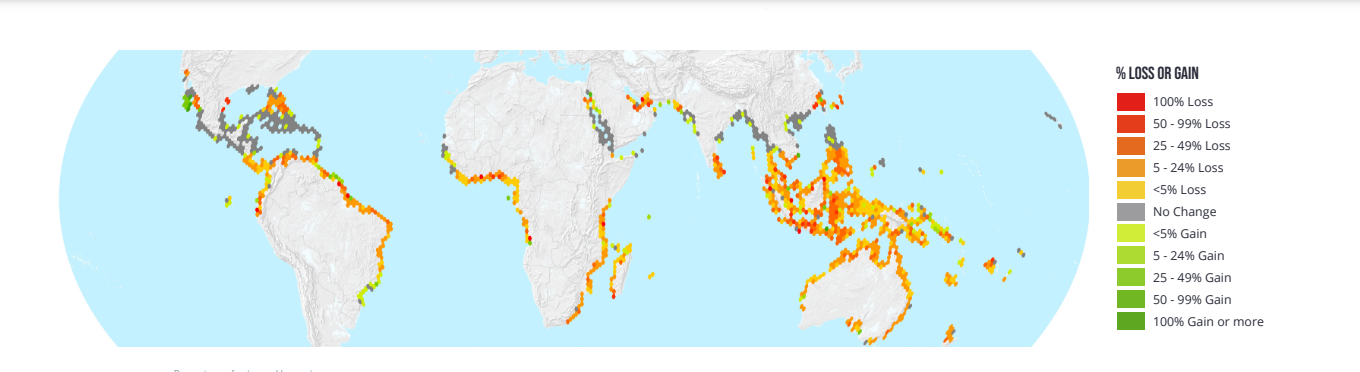 % LOSS OR GAIN
100% Loss
50 - 99% Loss
25 - 49% Loss
5 - 24% Loss
<5% Loss
No Change
<5% Gain
5 - 24% Gain
25 - 49% Gain
50 - 99% Gain
100% Gain or more